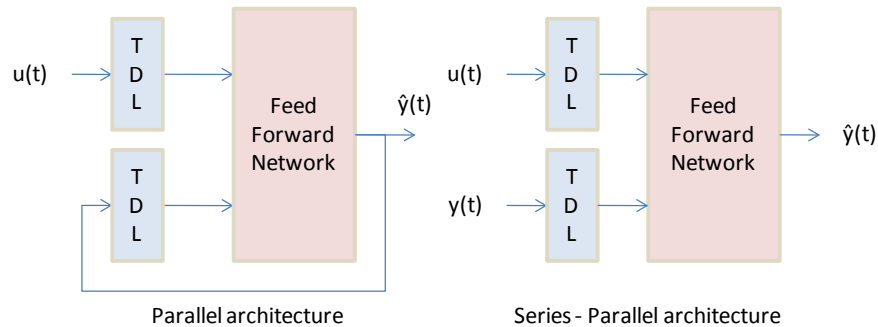 u(t)
T
D
L
T
D
L
Feed
Forward
Network
ŷ(t)
Parallel architecture
u(t)
y(t)
T
D
L
T
D
L
Feed
Forward
Network
ŷ(t)
Series - Parallel architecture